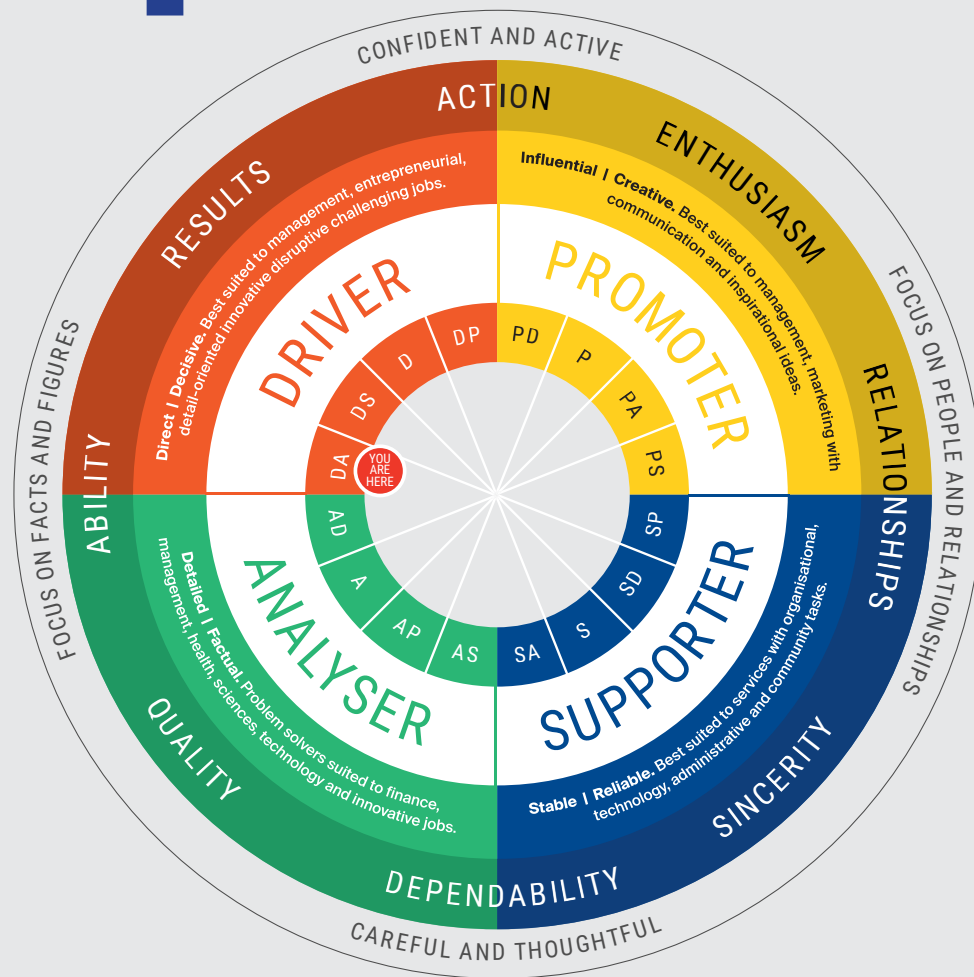 CONFIDENT AND ACTIVE
FOCUS ON PEOPLE AND RELATIONSHIPS
CAREFUL AND THOUGHTFUL
FOCUS ON FACTS AND FIGURES
ACTION
ENTHUSIASM
RELATIONSHIPS
SINCERITY
DEPENDABILITY
QUALITY
ABILITY
RESULTS
Direct | Decisive. Best suited to management, entrepreneurial,
detail-oriented innovative disruptive challenging jobs.
DRIVER
Influential | Creative. Best suited to management, marketing with
communication and inspirational ideas.
PROMOTER
Stable | Reliable. Best suited to services with organisational,
technology, administrative and community tasks.
SUPPORTER
Detailed | Factual. Problem solvers suited to finance,
management, health, sciences, technology and innovative jobs.
ANALYSER
DA
DS
D
DP
PD
P
PA
PS
SP
SD
S
SA
AS
AP
A
AD
YOU
ARE
HERE